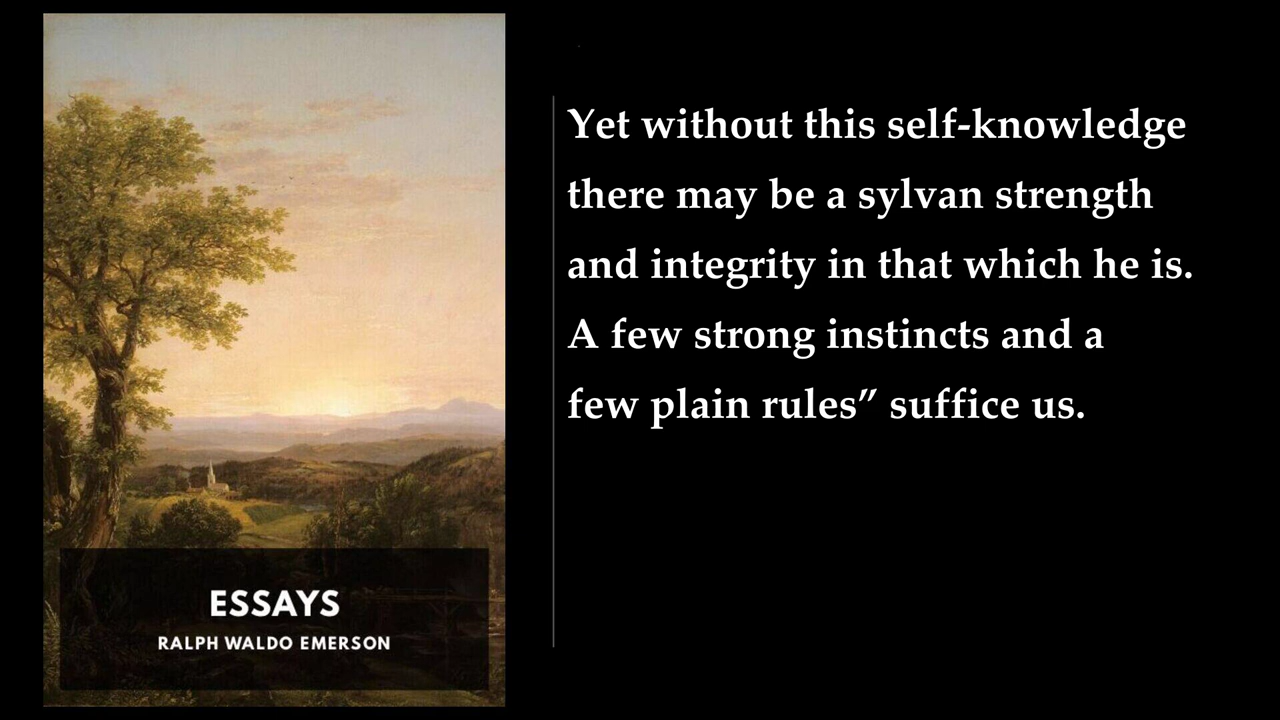 Yet without this self-knowledge
there may be a sylvan strength
and integrity in that which he is.
A few strong instincts and a
few plain rules” suffice us.
ESSAYS
RALPH WALDO EMERSON